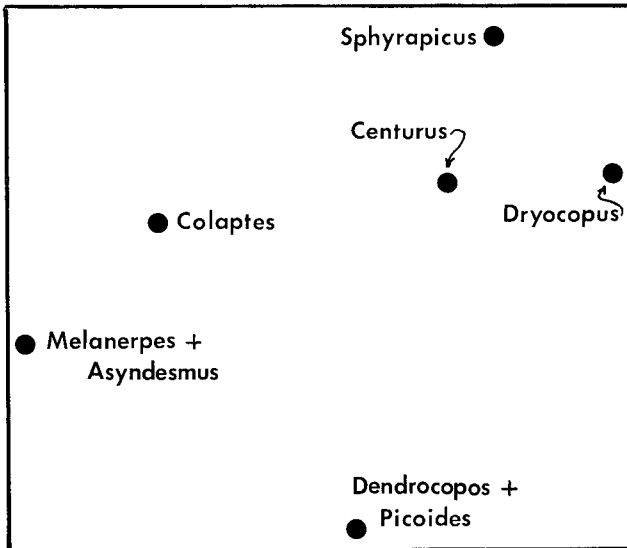 Sphyrapicus
Centurus
Dryocopus
Colaptes
Melanerpes +
Asyndesmus
Dendrocopos +
Picoides